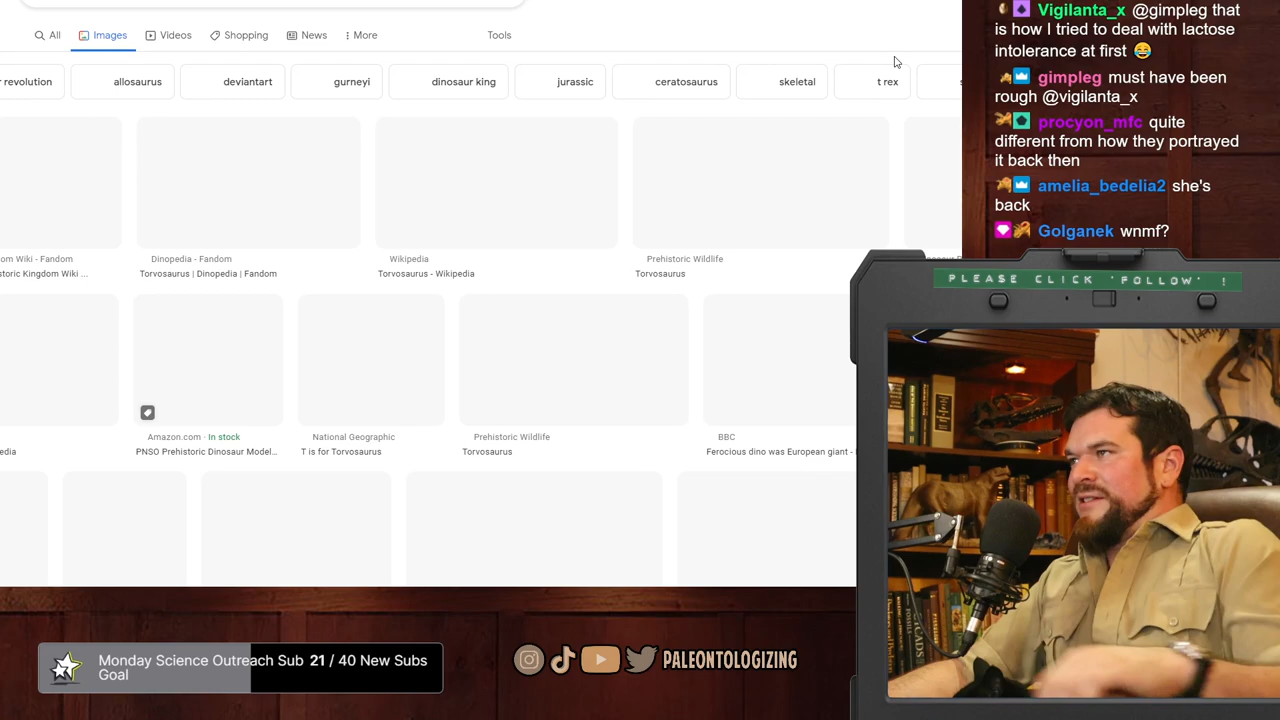 All
Images
Videos
Shopping
News
More
Tools
r revolution
allosaurus
deviantart
gurneyi
dinosaur king
jurassic
ceratosaurus
skeletal
t rex
om Wiki - Fandom
storic Kingdom Wiki ...
Dinopedia - Fandom
Torvosaurus | Dinopedia | Fandom
Wikipedia
Torvosaurus - Wikipedia
Prehistoric Wildlife
Torvosaurus
edia
Amazon.com · In stock
PNSO Prehistoric Dinosaur Model...
National Geographic
T is for Torvosaurus
Prehistoric Wildlife
Torvosaurus
BBC
Ferocious dino was European giant -
Vigilanta_x @gimpleg that
is how I tried to deal with lactose
intolerance at first 😂
gimpleg must have been
rough @vigilanta_x
procyon_mfc quite
different from how they portrayed
it back then
amelia_bedelia2 she's
back
Golganek wnmf?
PLEASE CLICK 'FOLLOW' !
Monday Science Outreach Sub 21 / 40 New Subs
Goal
PALEONTOLOGIZING